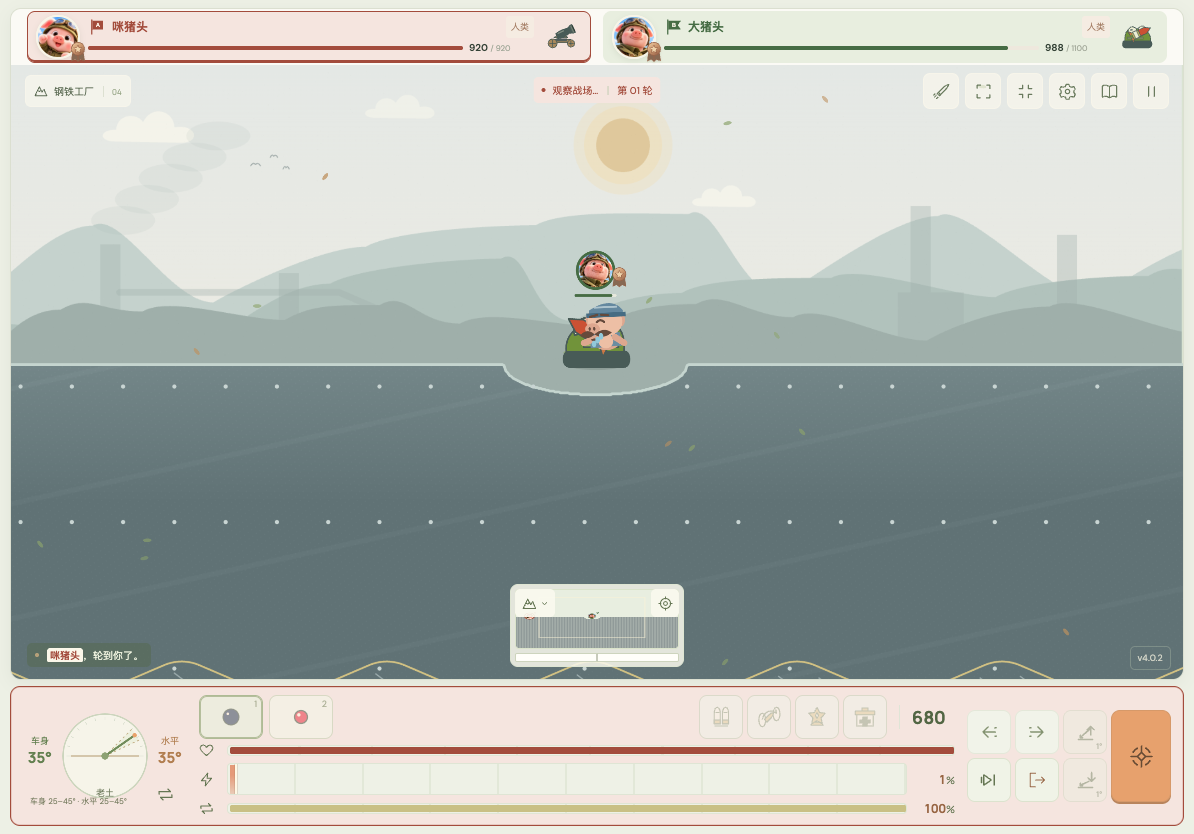 咪猪头
人类
920 / 920
大猪头
人类
988 / 1100
钢铁工厂 04
观察战场… 第 01 轮
咪猪头，轮到你了。
v4.0.2
车身
35°
水平
35°
老土
车身 25–45° · 水平 25–45°
1
2
680
1%
100%
1°
1°